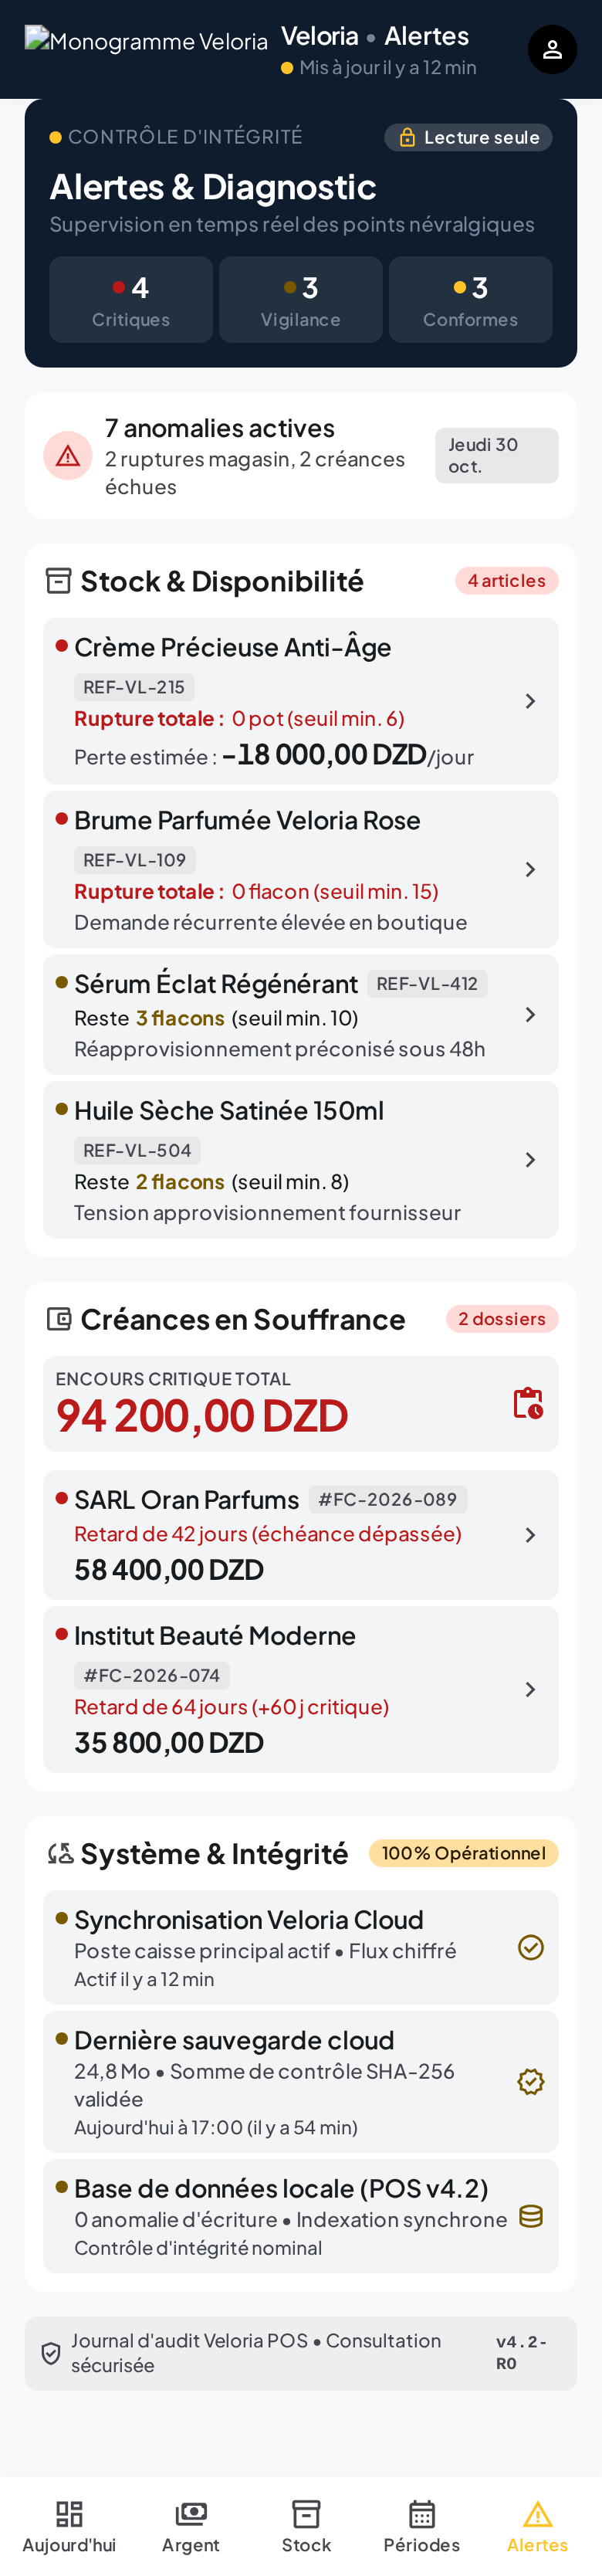 Monogramme Veloria
Veloria • Alertes
Mis à jour il y a 12 min
CONTRÔLE D'INTÉGRITÉ
Lecture seule
Alertes & Diagnostic
Supervision en temps réel des points névralgiques
4
Critiques
3
Vigilance
3
Conformes
7 anomalies actives
2 ruptures magasin, 2 créances
échues
Jeudi 30
oct.
Stock & Disponibilité
4 articles
Crème Précieuse Anti-Âge
REF-VL-215
Rupture totale : 0 pot (seuil min. 6)
Perte estimée : -18 000,00 DZD/jour
Brume Parfumée Veloria Rose
REF-VL-109
Rupture totale : 0 flacon (seuil min. 15)
Demande récurrente élevée en boutique
Sérum Éclat Régénérant REF-VL-412
Reste 3 flacons (seuil min. 10)
Réapprovisionnement préconisé sous 48h
Huile Sèche Satinée 150ml
REF-VL-504
Reste 2 flacons (seuil min. 8)
Tension approvisionnement fournisseur
Créances en Souffrance
2 dossiers
ENCOURS CRITIQUE TOTAL
94 200,00 DZD
SARL Oran Parfums #FC-2026-089
Retard de 42 jours (échéance dépassée)
58 400,00 DZD
Institut Beauté Moderne
#FC-2026-074
Retard de 64 jours (+60 j critique)
35 800,00 DZD
Système & Intégrité
100% Opérationnel
Synchronisation Veloria Cloud
Poste caisse principal actif • Flux chiffré
Actif il y a 12 min
Dernière sauvegarde cloud
24,8 Mo • Somme de contrôle SHA-256
validée
Aujourd'hui à 17:00 (il y a 54 min)
Base de données locale (POS v4.2)
0 anomalie d'écriture • Indexation synchrone
Contrôle d'intégrité nominal
Journal d'audit Veloria POS • Consultation
sécurisée
v4.2-
RO
Aujourd'hui
Argent
Stock
Périodes
Alertes